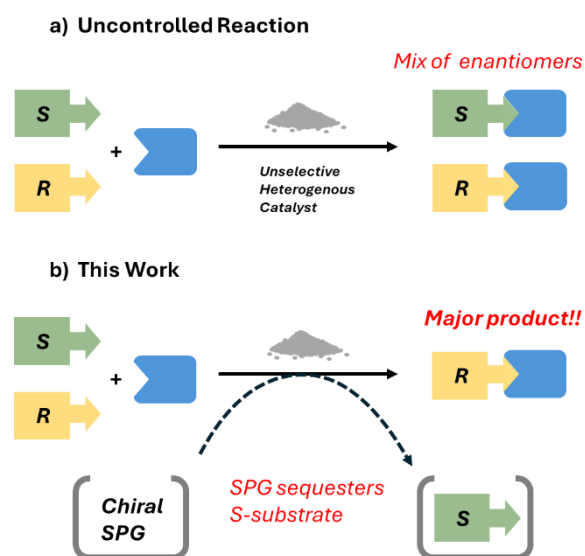 a) Uncontrolled Reaction
Mix of enantiomers
S
S
+
R
R
Unselective
Heterogenous
Catalyst
b) This Work
Major product!!
S
+
R
R
Chiral
SPG
SPG sequesters
S-substrate
S